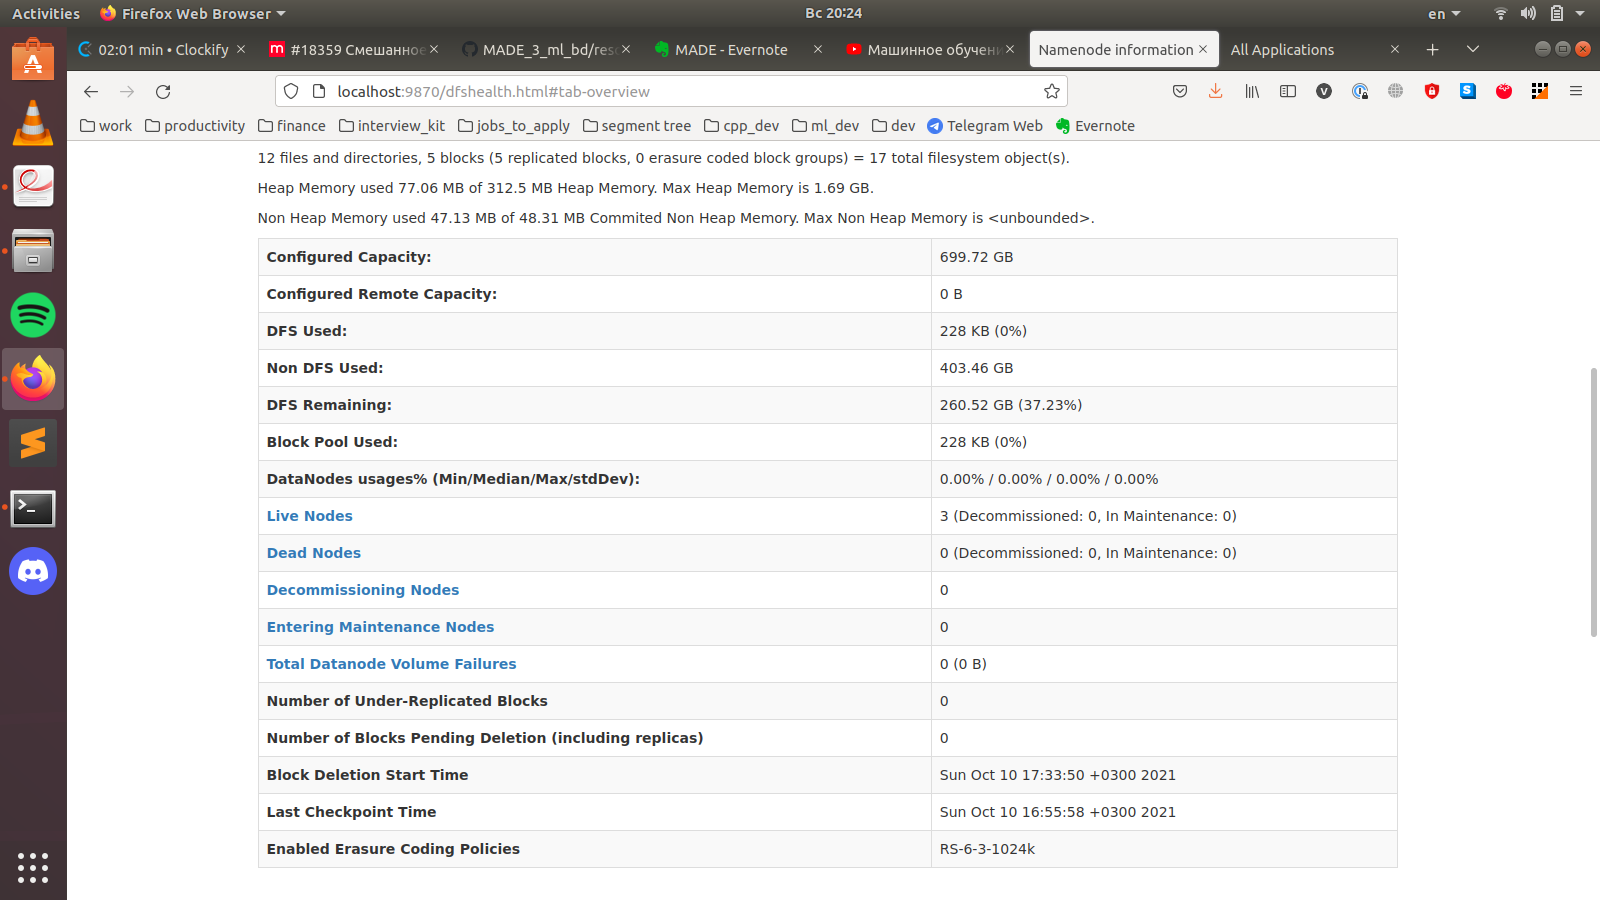 Activities
Firefox Web Browser
Вс 20:24
en
02:01 min • Clockify
#18359 Смешанное
MADE_3_ml_bd/res
MADE - Evernote
Машинное обучени
Namenode information
All Applications
localhost:9870/dfshealth.html#tab-overview
work productivity finance interview_kit jobs_to_apply segment tree cpp_dev ml_dev dev Telegram Web Evernote
12 files and directories, 5 blocks (5 replicated blocks, 0 erasure coded block groups) = 17 total filesystem object(s).
Heap Memory used 77.06 MB of 312.5 MB Heap Memory. Max Heap Memory is 1.69 GB.
Non Heap Memory used 47.13 MB of 48.31 MB Commited Non Heap Memory. Max Non Heap Memory is <unbounded>.
Configured Capacity: 699.72 GB
Configured Remote Capacity: 0 B
DFS Used: 228 KB (0%)
Non DFS Used: 403.46 GB
DFS Remaining: 260.52 GB (37.23%)
Block Pool Used: 228 KB (0%)
DataNodes usages% (Min/Median/Max/stdDev): 0.00% / 0.00% / 0.00% / 0.00%
Live Nodes 3 (Decommissioned: 0, In Maintenance: 0)
Dead Nodes 0 (Decommissioned: 0, In Maintenance: 0)
Decommissioning Nodes 0
Entering Maintenance Nodes 0
Total Datanode Volume Failures 0 (0 B)
Number of Under-Replicated Blocks 0
Number of Blocks Pending Deletion (including replicas) 0
Block Deletion Start Time Sun Oct 10 17:33:50 +0300 2021
Last Checkpoint Time Sun Oct 10 16:55:58 +0300 2021
Enabled Erasure Coding Policies RS-6-3-1024k